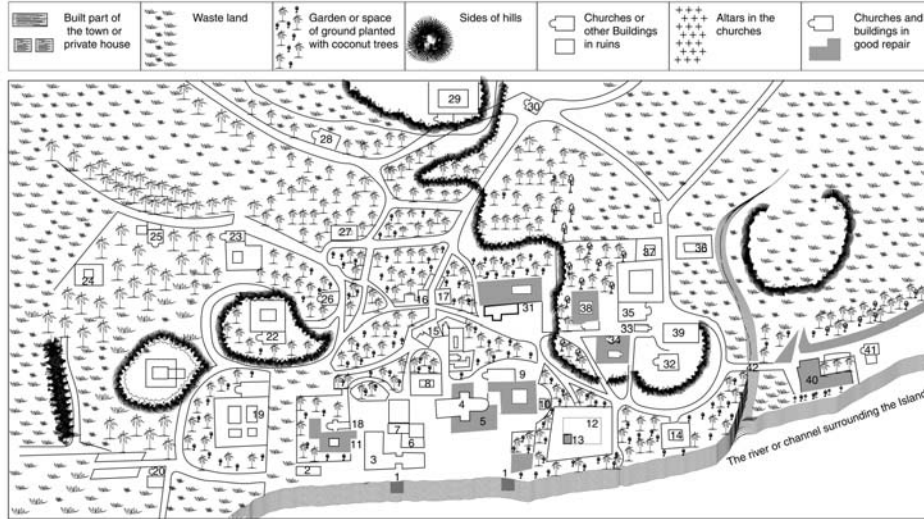 Built part of
the town or
private house
Waste land
Garden or space
of ground planted
with coconut trees
Sides of hills
Churches or
other Buildings
in ruins
Altars in the
churches
Churches and
buildings in
good repair
29
30
28
27
37
36
25
23
24
26
16
17
31
38
35
33
39
22
15
34
32
41
42
40
8
9
4
5
10
12
13
14
19
18
11
7
6
3
2
20
1
1
The river or channel surrounding the Island